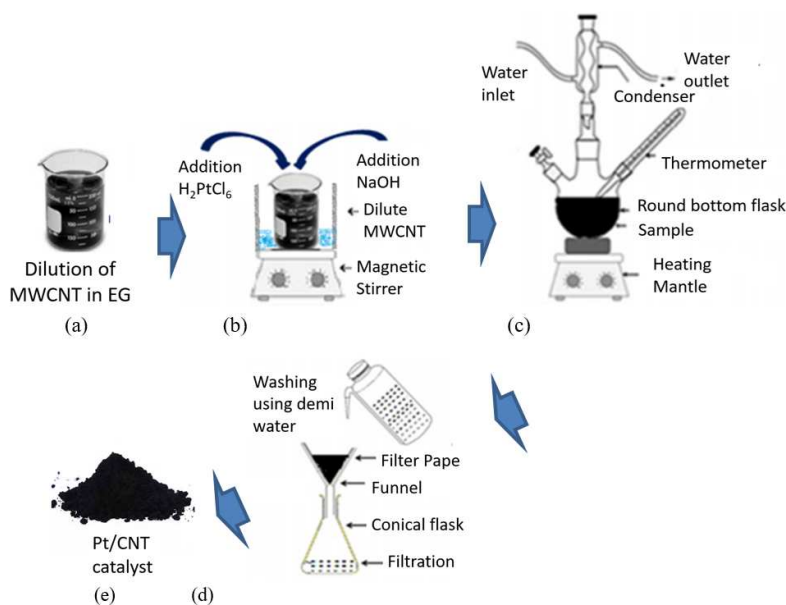 Dilution of
MWCNT in EG
(a)
Addition
H₂PtCl₆
Addition
NaOH
Dilute
MWCNT
Magnetic
Stirrer
(b)
Water
inlet
Water
outlet
Condenser
Thermometer
Round bottom flask
Sample
Heating
Mantle
(c)
Washing
using demi
water
Filter Pape
Funnel
Conical flask
Filtration
(d)
Pt/CNT
catalyst
(e)